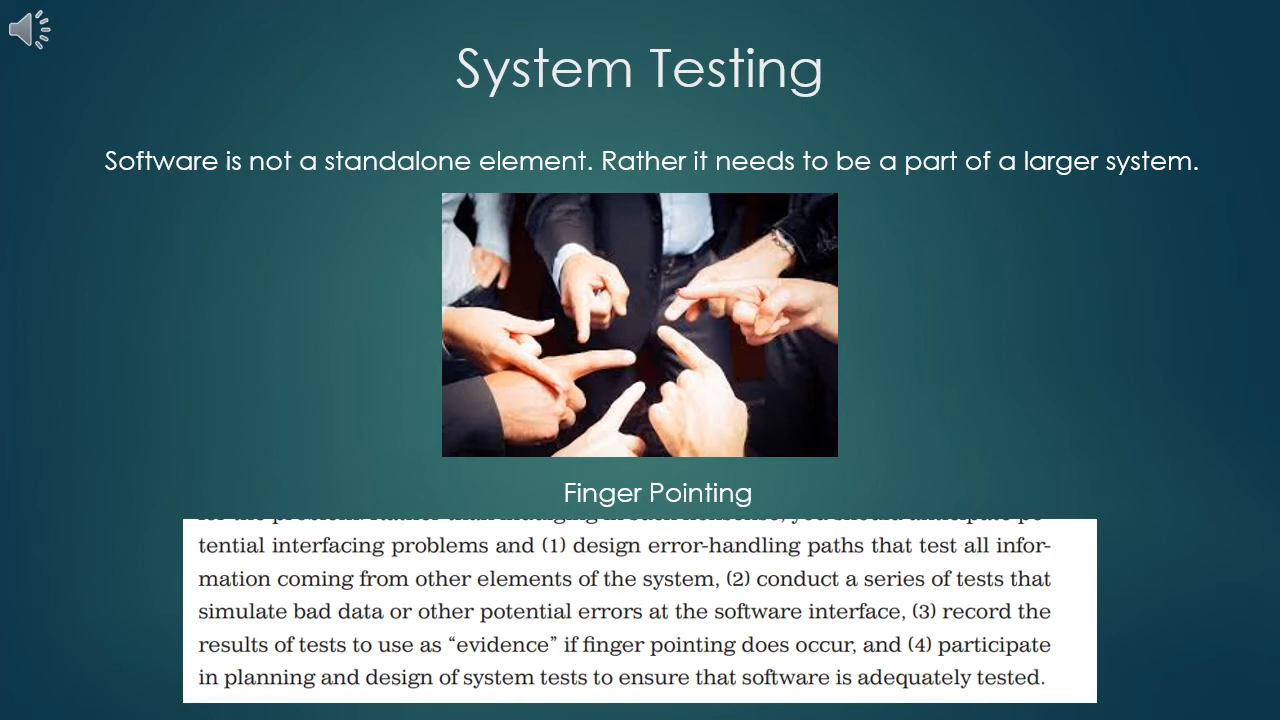 System Testing
Software is not a standalone element. Rather it needs to be a part of a larger system.
Finger Pointing
tential interfacing problems and (1) design error-handling paths that test all infor-
mation coming from other elements of the system, (2) conduct a series of tests that
simulate bad data or other potential errors at the software interface, (3) record the
results of tests to use as “evidence” if finger pointing does occur, and (4) participate
in planning and design of system tests to ensure that software is adequately tested.